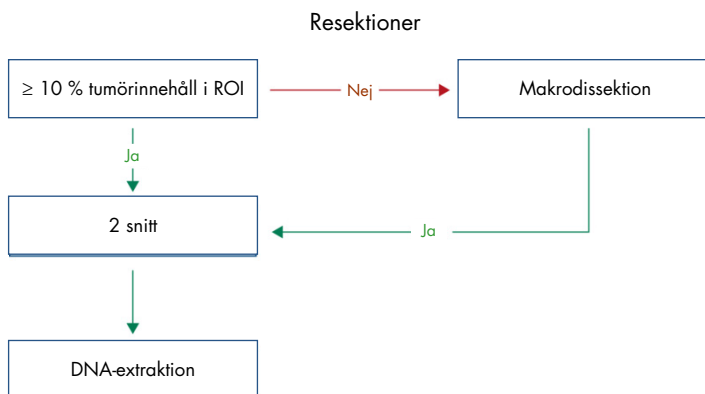 Resektioner
≥ 10 % tumörinnehåll i ROI
Nej
Makrodissektion
Ja
2 snitt
Ja
DNA-extraktion